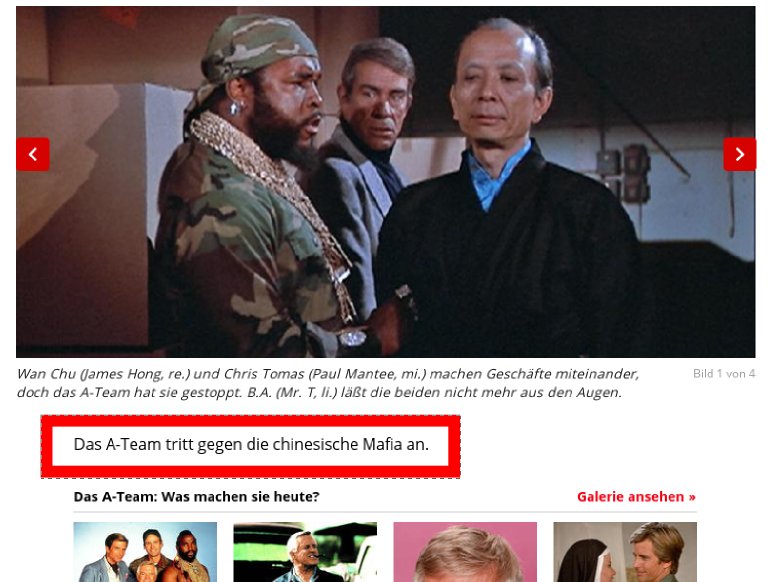 Wan Chu (James Hong, re.) und Chris Tomas (Paul Mantee, mi.) machen Geschäfte miteinander,
doch das A-Team hat sie gestoppt. B.A. (Mr. T, li.) läßt die beiden nicht mehr aus den Augen.
Bild 1 von 4
Das A-Team tritt gegen die chinesische Mafia an.
Das A-Team: Was machen sie heute?
Galerie ansehen »